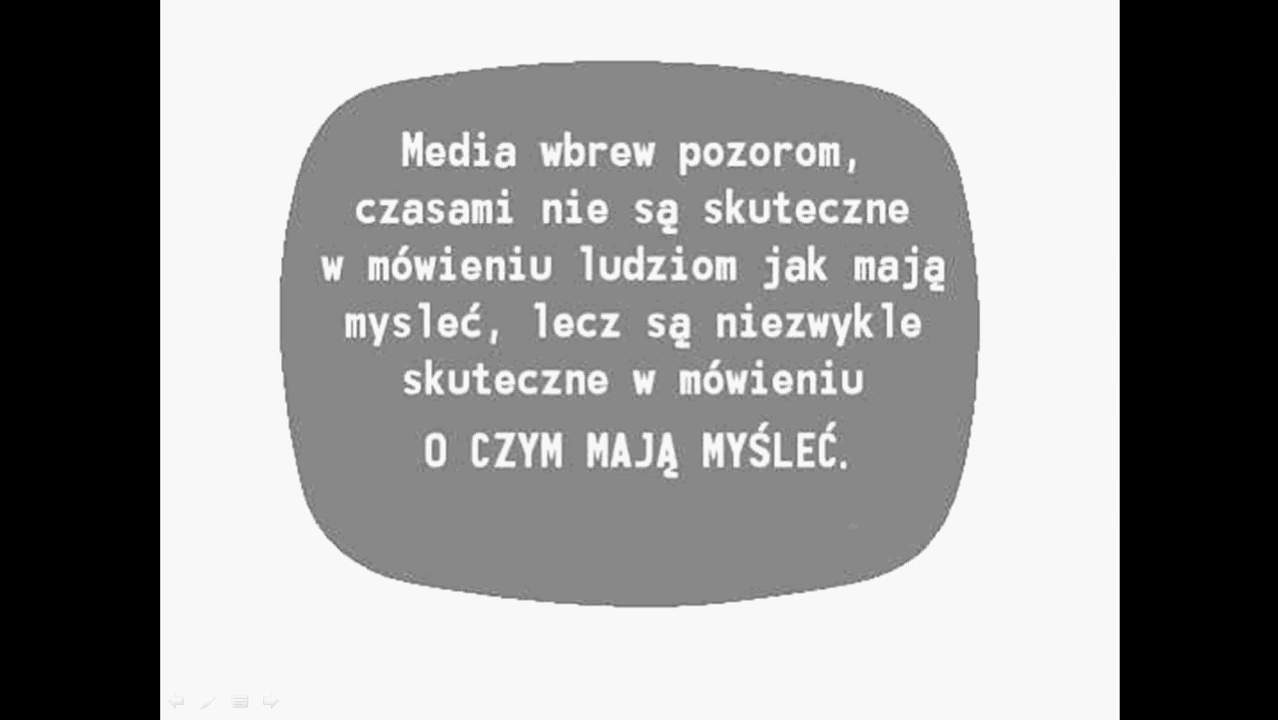 Media wbrew pozorom,
czasami nie są skuteczne
w mówieniu ludziom jak mają
mysleć, lecz są niezwykle
skuteczne w mówieniu
O CZYM MAJĄ MYŚLEĆ.